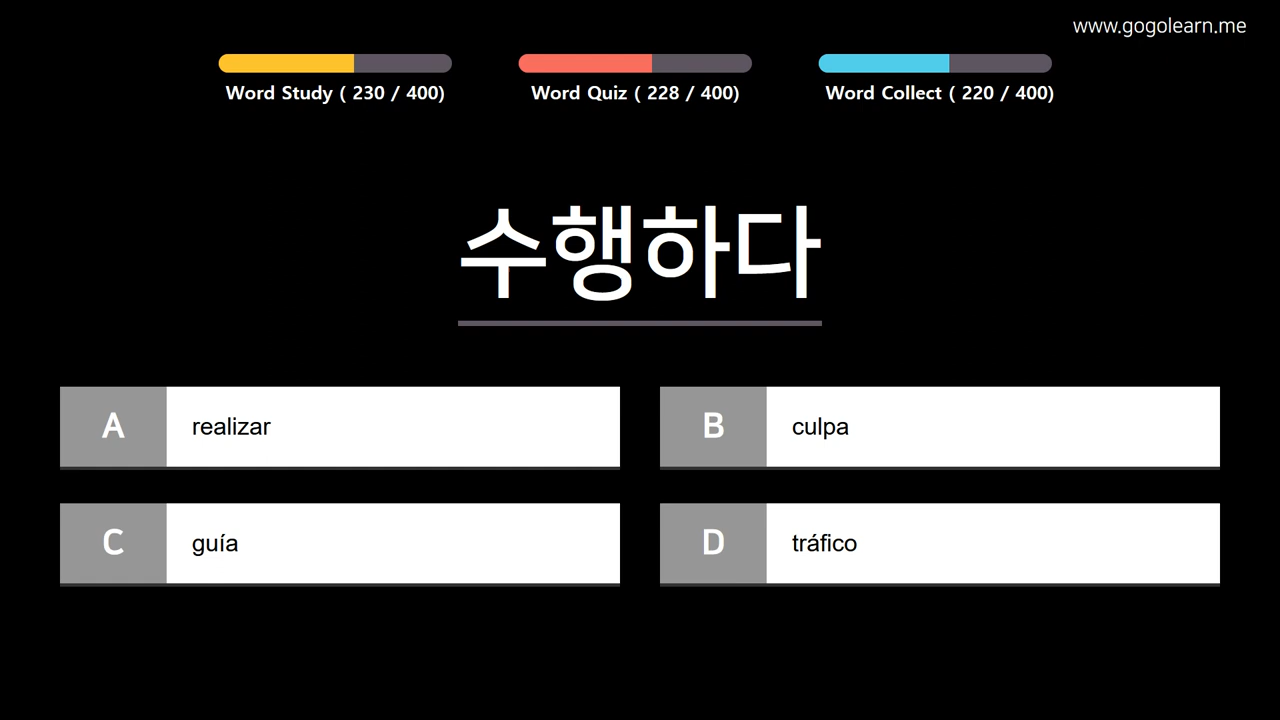 www.gogolearn.me
Word Study ( 230 / 400)
Word Quiz ( 228 / 400)
Word Collect ( 220 / 400)
수행하다
A realizar
B culpa
C guía
D tráfico